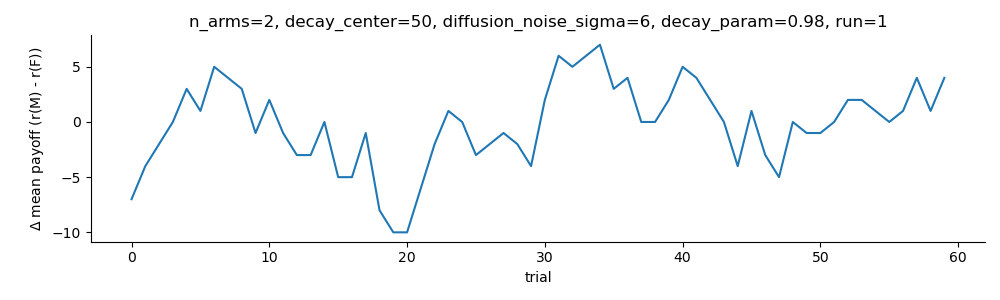 n_arms=2, decay_center=50, diffusion_noise_sigma=6, decay_param=0.98, run=1
Δ mean payoff (r(M) - r(F))
5
0
−5
−10
0 10 20 30 40 50 60
trial